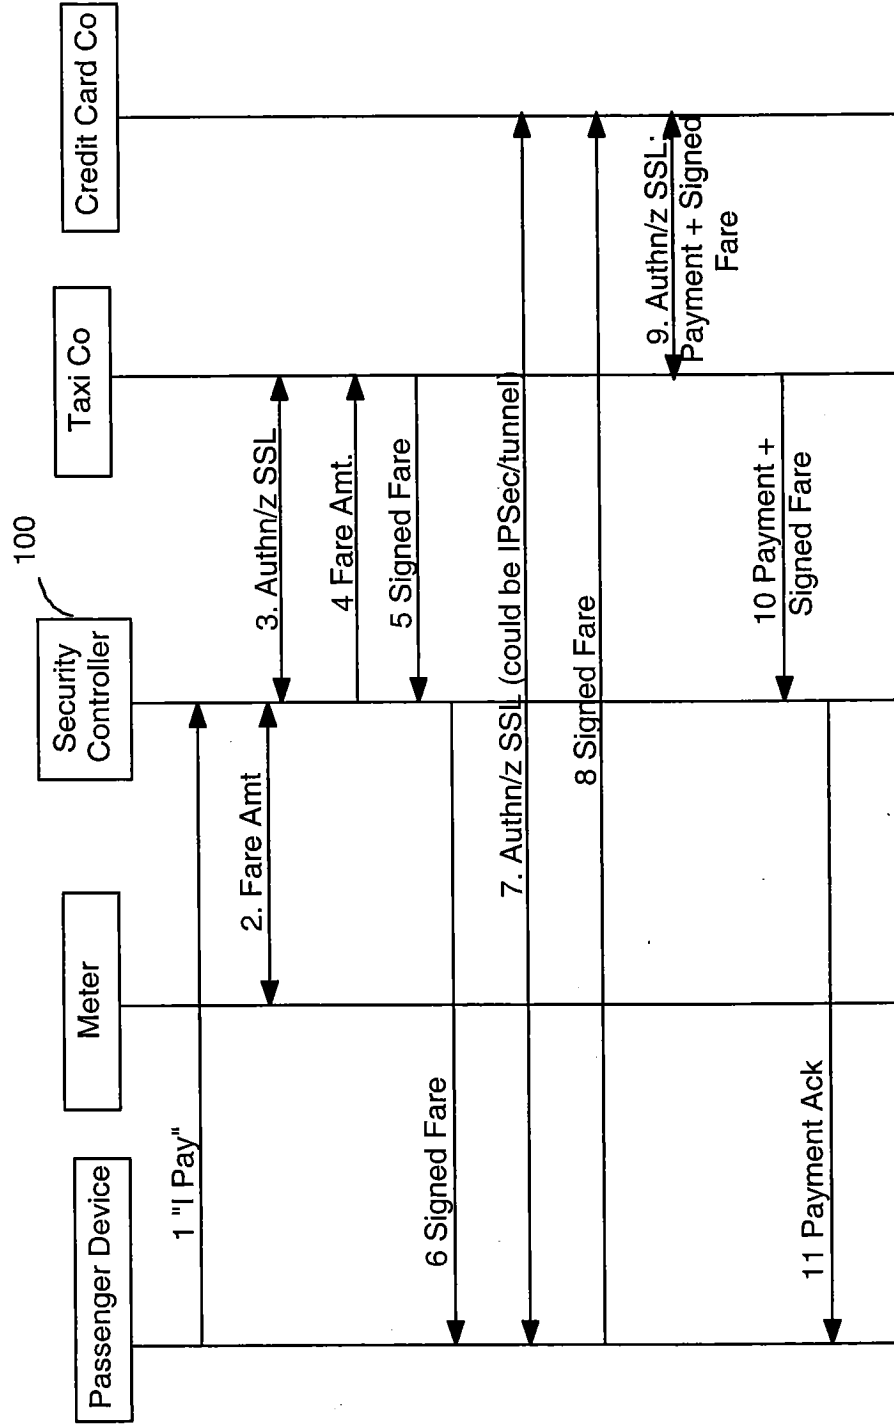 100
Passenger Device
Meter
Security
Controller
Taxi Co
Credit Card Co
1 "I Pay"
2. Fare Amt
3. Authn/z SSL
4 Fare Amt.
5 Signed Fare
6 Signed Fare
7. Authn/z SSL (could be IPSec/tunnel)
8 Signed Fare
9. Authn/z SSL.
Payment + Signed
Fare
10 Payment +
Signed Fare
11 Payment Ack